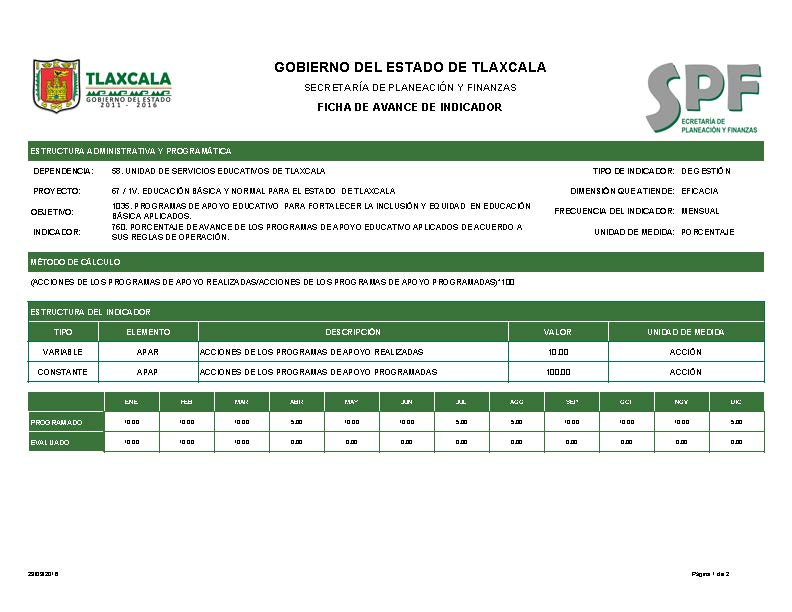 TLAXCALA
GOBIERNO DEL ESTADO
2011 - 2016
GOBIERNO DEL ESTADO DE TLAXCALA
SECRETARÍA DE PLANEACIÓN Y FINANZAS
FICHA DE AVANCE DE INDICADOR
SPF
SECRETARÍA DE
PLANEACIÓN Y FINANZAS
ESTRUCTURA ADMINISTRATIVA Y PROGRAMÁTICA
DEPENDENCIA: 58. UNIDAD DE SERVICIOS EDUCATIVOS DE TLAXCALA TIPO DE INDICADOR: DE GESTIÓN
PROYECTO: 67 / 1V. EDUCACIÓN BÁSICA Y NORMAL PARA EL ESTADO DE TLAXCALA DIMENSIÓN QUE ATIENDE: EFICACIA
OBJETIVO: 1035. PROGRAMAS DE APOYO EDUCATIVO PARA FORTALECER LA INCLUSIÓN Y EQUIDAD EN EDUCACIÓN
BÁSICA APLICADOS. FRECUENCIA DEL INDICADOR: MENSUAL
INDICADOR: 760. PORCENTAJE DE AVANCE DE LOS PROGRAMAS DE APOYO EDUCATIVO APLICADOS DE ACUERDO A
SUS REGLAS DE OPERACIÓN. UNIDAD DE MEDIDA: PORCENTAJE
MÉTODO DE CÁLCULO
(ACCIONES DE LOS PROGRAMAS DE APOYO REALIZADAS/ACCIONES DE LOS PROGRAMAS DE APOYO PROGRAMADAS)*100
ESTRUCTURA DEL INDICADOR
TIPO ELEMENTO DESCRIPCIÓN VALOR UNIDAD DE MEDIDA
VARIABLE APAR ACCIONES DE LOS PROGRAMAS DE APOYO REALIZADAS 10.00 ACCIÓN
CONSTANTE APAP ACCIONES DE LOS PROGRAMAS DE APOYO PROGRAMADAS 100.00 ACCIÓN
ENE FEB MAR ABR MAY JUN JUL AGO SEP OCT NOV DIC
PROGRAMADO 10.00 10.00 10.00 5.00 10.00 10.00 5.00 5.00 10.00 10.00 10.00 5.00
EVALUADO 10.00 10.00 10.00 0.00 0.00 0.00 0.00 0.00 0.00 0.00 0.00 0.00
Página 1 de 2